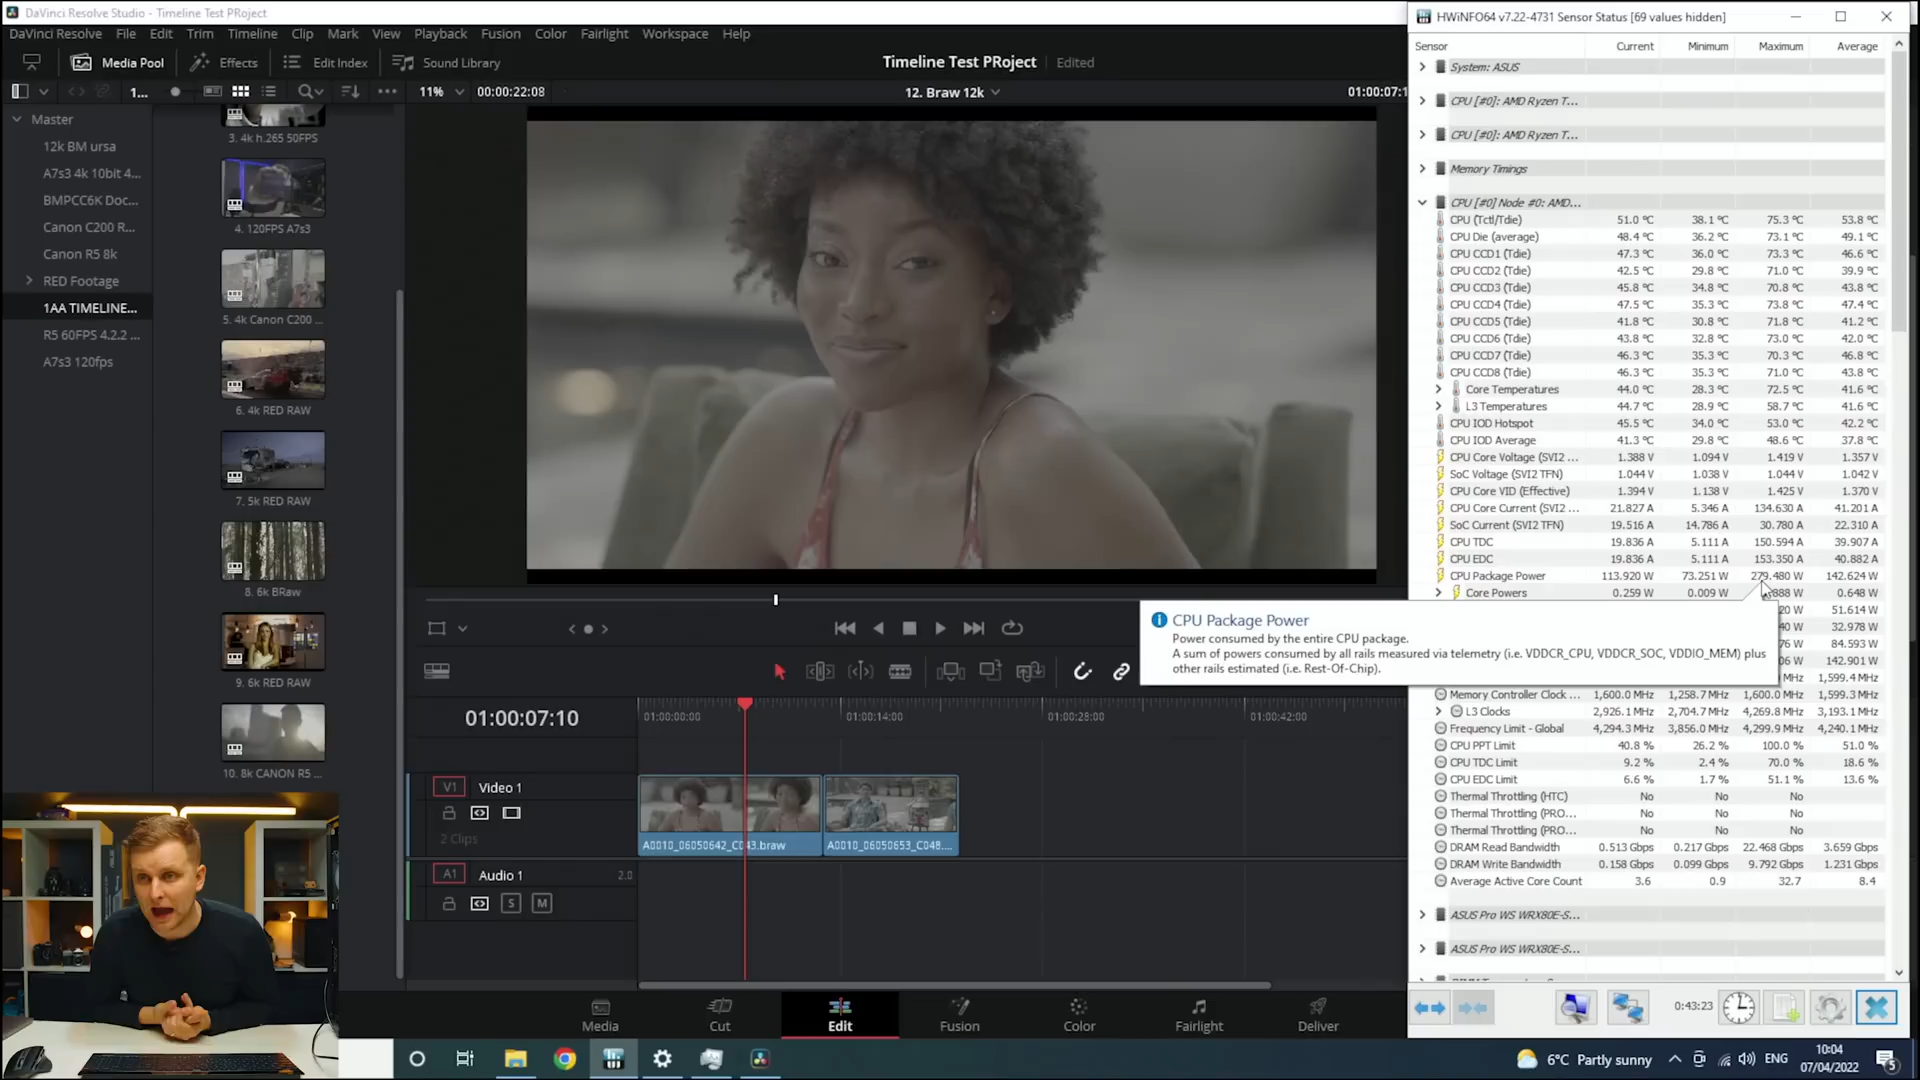 DaVinci Resolve Studio - Timeline Test PRoject
DaVinci Resolve File Edit Trim Timeline Clip Mark View Playback Fusion Color Fairlight Workspace Help
Media Pool Effects Edit Index Sound Library
Timeline Test PRoject Edited
1... 11% 00:00:22:08 12. Braw 12k 01:00:07:1
Master
12k BM ursa
A7s3 4k 10bit 4...
BMPCC6K Doc...
Canon C200 R...
Canon R5 8k
RED Footage
1AA TIMELINE...
R5 60FPS 4.2.2 ...
A7s3 120fps
3. 4k h.265 50FPS
4. 120FPS A7s3
5. 4k Canon C200 ...
6. 4k RED RAW
7. 5k RED RAW
8. 6k BRaw
9. 6k RED RAW
10. 8k CANON R5 ...
01:00:07:10
01:00:00:00 01:00:14:00 01:00:28:00 01:00:42:00
V1 Video 1
2 Clips
A0010_06050642_C043.braw A0010_06050653_C048....
A1 Audio 1 2.0
S M
Media Cut Edit Fusion Color Fairlight Deliver
HWiNFO64 v7.22-4731 Sensor Status [69 values hidden]
Sensor Current Minimum Maximum Average
System: ASUS
CPU [#0]: AMD Ryzen T...
CPU [#0]: AMD Ryzen T...
Memory Timings
CPU [#0] Node #0: AMD...
CPU (Tctl/Tdie) 51.0 °C 38.1 °C 75.3 °C 53.8 °C
CPU Die (average) 48.4 °C 36.2 °C 73.1 °C 49.1 °C
CPU CCD1 (Tdie) 47.3 °C 36.0 °C 73.3 °C 46.6 °C
CPU CCD2 (Tdie) 42.5 °C 29.8 °C 71.0 °C 39.9 °C
CPU CCD3 (Tdie) 45.8 °C 34.8 °C 70.8 °C 43.8 °C
CPU CCD4 (Tdie) 47.5 °C 35.3 °C 73.8 °C 47.4 °C
CPU CCD5 (Tdie) 41.8 °C 30.8 °C 71.8 °C 41.2 °C
CPU CCD6 (Tdie) 43.8 °C 32.8 °C 73.0 °C 42.0 °C
CPU CCD7 (Tdie) 46.3 °C 35.3 °C 70.3 °C 46.8 °C
CPU CCD8 (Tdie) 46.3 °C 35.3 °C 71.0 °C 43.8 °C
Core Temperatures 44.0 °C 28.3 °C 72.5 °C 41.6 °C
L3 Temperatures 44.7 °C 28.9 °C 58.7 °C 41.6 °C
CPU IOD Hotspot 45.5 °C 34.0 °C 53.0 °C 42.2 °C
CPU IOD Average 41.3 °C 29.8 °C 48.6 °C 37.8 °C
CPU Core Voltage (SVI2 ... 1.388 V 1.094 V 1.419 V 1.357 V
SoC Voltage (SVI2 TFN) 1.044 V 1.038 V 1.044 V 1.042 V
CPU Core VID (Effective) 1.394 V 1.138 V 1.425 V 1.370 V
CPU Core Current (SVI2 ... 21.827 A 5.346 A 134.630 A 41.201 A
SoC Current (SVI2 TFN) 19.516 A 14.786 A 30.780 A 22.310 A
CPU TDC 19.836 A 5.111 A 150.594 A 39.907 A
CPU EDC 19.836 A 5.111 A 153.350 A 40.882 A
CPU Package Power 113.920 W 73.251 W 279.480 W 142.624 W
Core Powers 0.259 W 0.009 W 888 W 0.648 W
20 W 51.614 W
40 W 32.978 W
76 W 84.593 W
W 142.901 W
MHz 1,599.4 MHz
CPU Package Power
Power consumed by the entire CPU package.
A sum of powers consumed by all rails measured via telemetry (i.e. VDDCR_CPU, VDDCR_SOC, VDDIO_MEM) plus
other rails estimated (i.e. Rest-Of-Chip).
Memory Controller Clock ... 1,600.0 MHz 1,258.7 MHz 1,600.0 MHz 1,599.3 MHz
L3 Clocks 2,926.1 MHz 2,704.7 MHz 4,269.8 MHz 3,193.1 MHz
Frequency Limit - Global 4,294.3 MHz 3,856.0 MHz 4,299.9 MHz 4,240.1 MHz
CPU PPT Limit 40.8 % 26.2 % 100.0 % 51.0 %
CPU TDC Limit 9.2 % 2.4 % 70.0 % 18.6 %
CPU EDC Limit 6.6 % 1.7 % 51.1 % 13.6 %
Thermal Throttling (HTC) No No No
Thermal Throttling (PRO... No No No
Thermal Throttling (PRO... No No No
DRAM Read Bandwidth 0.513 Gbps 0.217 Gbps 22.468 Gbps 3.659 Gbps
DRAM Write Bandwidth 0.158 Gbps 0.099 Gbps 9.792 Gbps 1.231 Gbps
Average Active Core Count 3.6 0.9 32.7 8.4
ASUS Pro WS WRX80E-S...
ASUS Pro WS WRX80E-S...
0:43:23
6°C Partly sunny ENG 10:04
07/04/2022 5